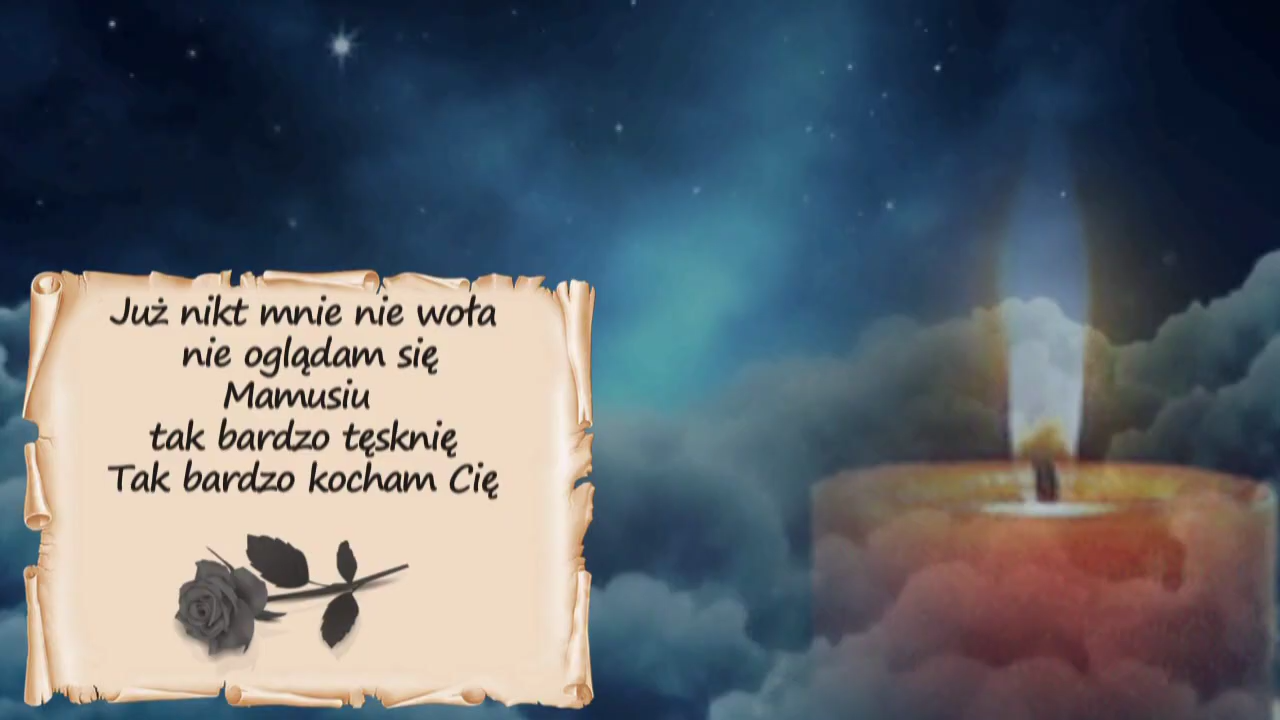 Już nikt mnie nie woła
nie oglądam się
Mamusiu
tak bardzo tęsknię
Tak bardzo kocham Cię